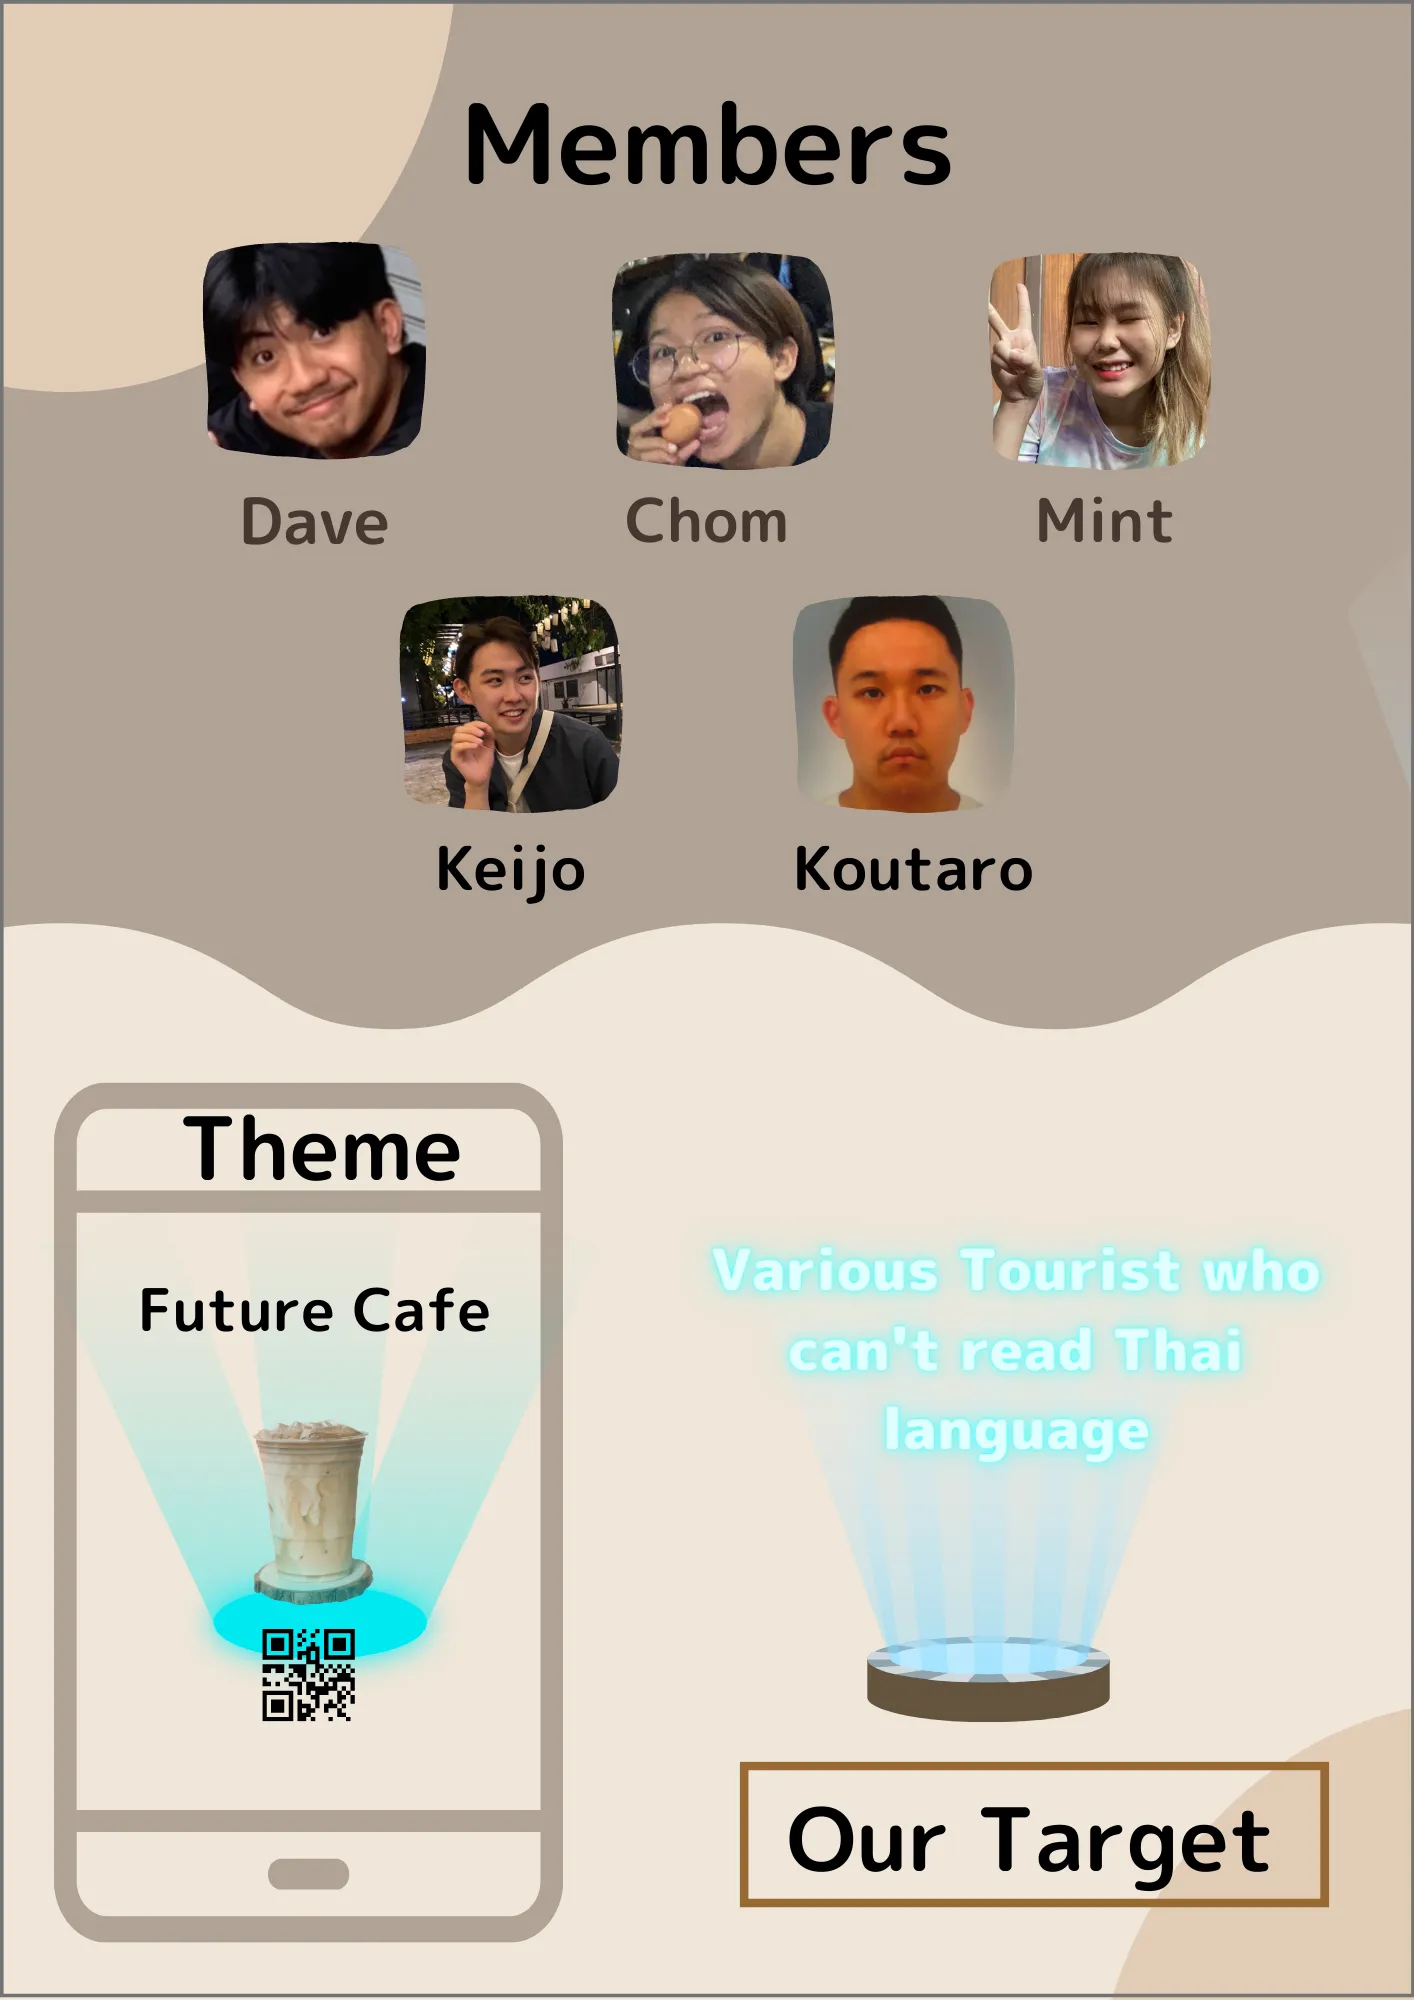 Members
Dave
Chom
Mint
Keijo
Koutaro
Theme
Future Cafe
Various Tourist who
can't read Thai
language
Our Target